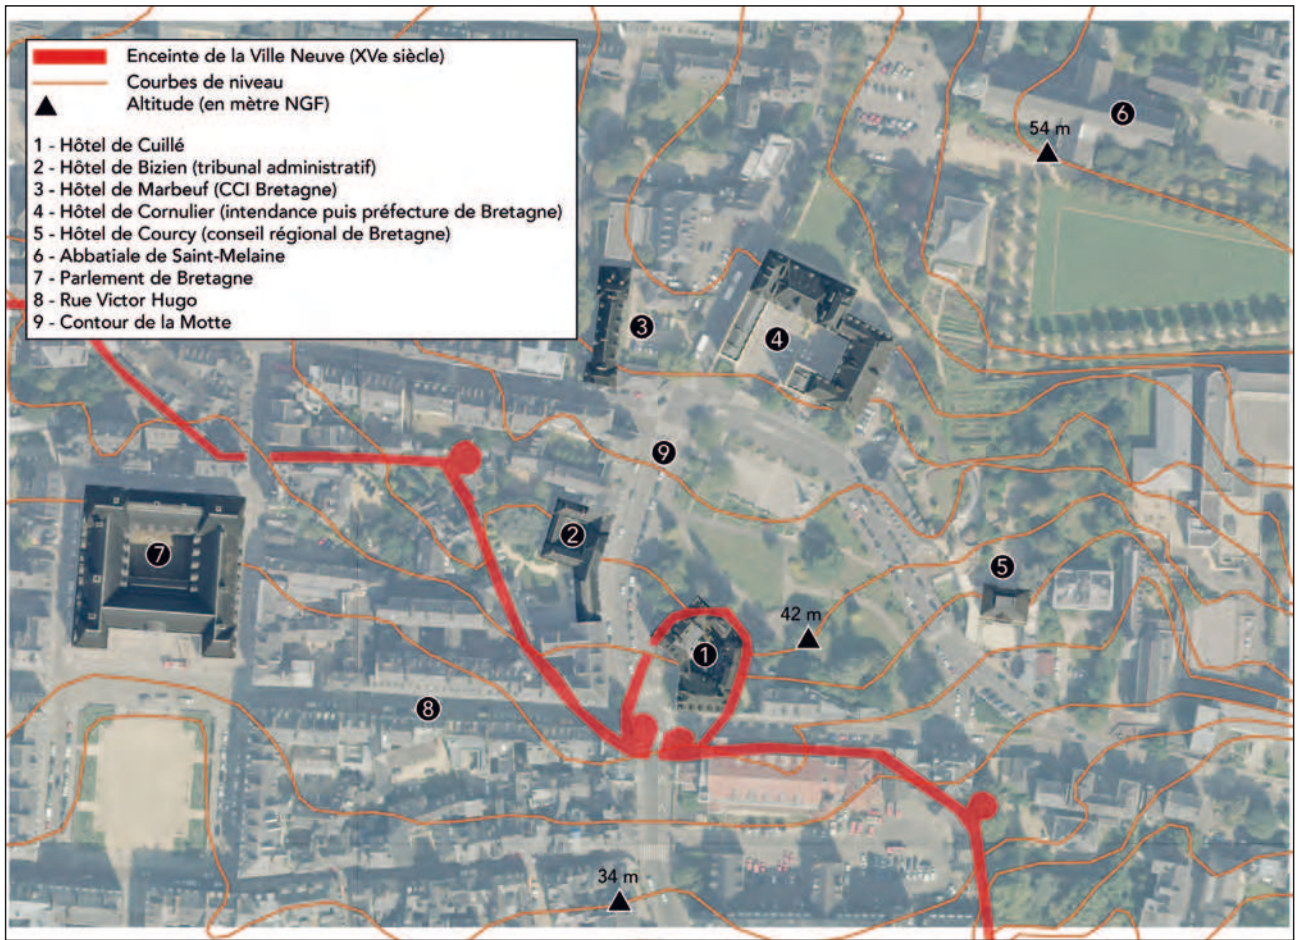 Enceinte de la Ville Neuve (XVe siècle)
Courbes de niveau
Altitude (en mètre NGF)
1 - Hôtel de Cuillé
2 - Hôtel de Bizien (tribunal administratif)
3 - Hôtel de Marbeuf (CCI Bretagne)
4 - Hôtel de Cornulier (intendance puis préfecture de Bretagne)
5 - Hôtel de Courcy (conseil régional de Bretagne)
6 - Abbatiale de Saint-Melaine
7 - Parlement de Bretagne
8 - Rue Victor Hugo
9 - Contour de la Motte
6
54 m
3
4
9
2
7
5
42 m
1
8
34 m